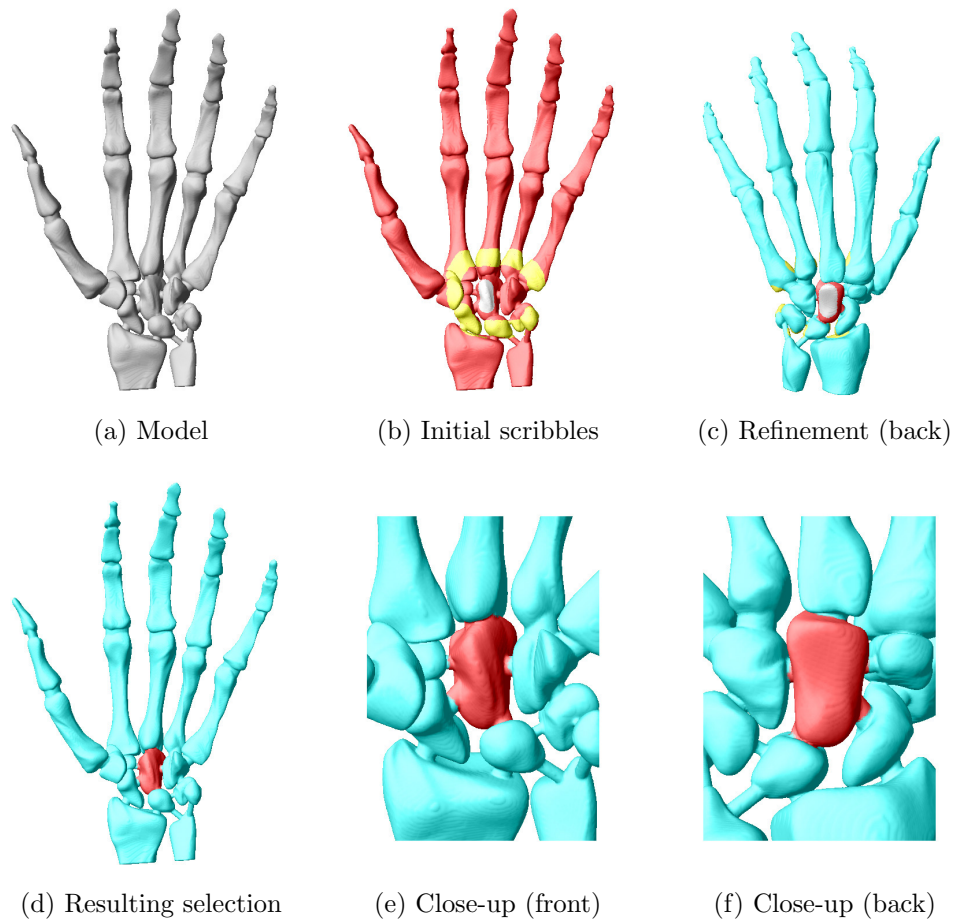 (a) Model
(b) Initial scribbles
(c) Refinement (back)
(d) Resulting selection
(e) Close-up (front)
(f) Close-up (back)